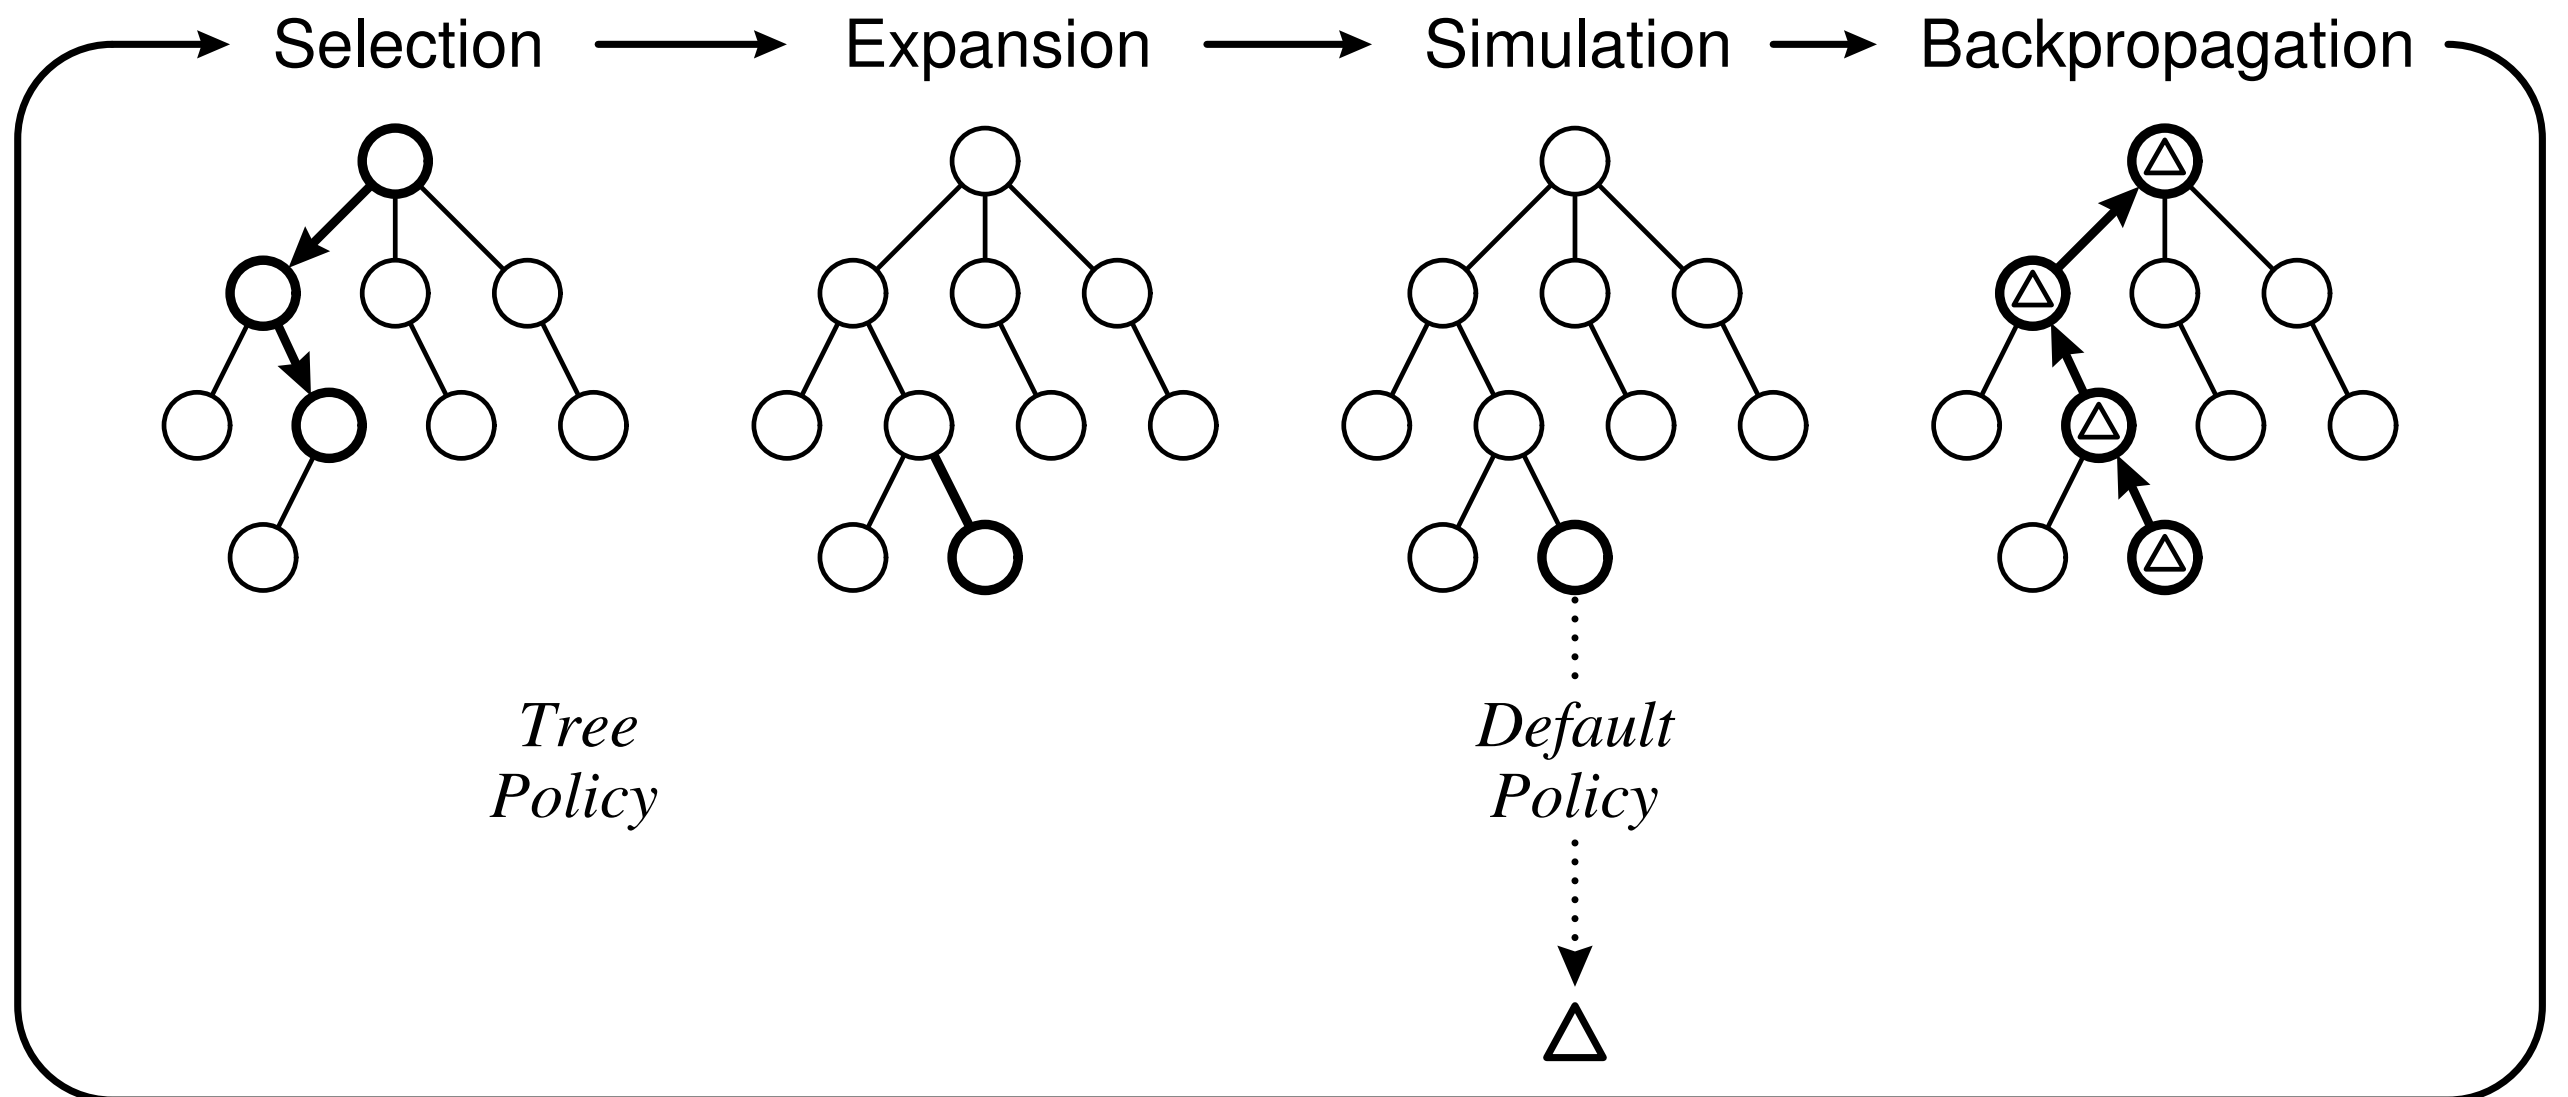 Selection Expansion Simulation Backpropagation
Tree
Policy
Default
Policy